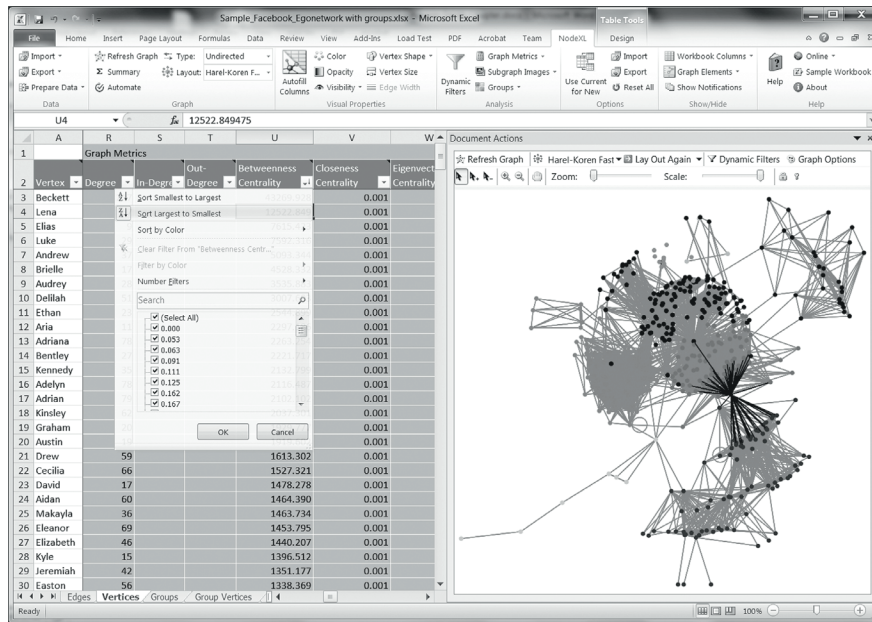 Sample_Facebook_Egonetwork with groups.xlsx - Microsoft Excel
Table Tools
File Home Insert Page Layout Formulas Data Review View Add-Ins Load Test PDF Acrobat Team NodeXL Design
Import
Export
Prepare Data
Data
Refresh Graph
Summary
Automate
Type: Undirected
Layout: Harel-Koren F...
Graph
Autofill Columns
Color
Opacity
Visibility
Vertex Shape
Vertex Size
Edge Width
Visual Properties
Dynamic Filters
Graph Metrics
Subgraph Images
Groups
Analysis
Use Current for New
Import
Export
Reset All
Options
Workbook Columns
Graph Elements
Show Notifications
Show/Hide
Help
Online
Sample Workbook
About
Help
U4 fx 12522.849475
A R S T U V W
1 Graph Metrics
2 Vertex Degree In-Degre Out-Degree Betweenness Centrality Closeness Centrality Eigenvect Centrality
3 Beckett 0.001
4 Lena 12522.849 0.001
5 Elias 0.001
6 Luke 0.001
7 Andrew 0.001
8 Brielle 0.001
9 Audrey 0.001
10 Delilah 0.001
11 Ethan 0.001
12 Aria 0.001
13 Adriana 0.001
14 Bentley 0.001
15 Kennedy 0.001
16 Adelyn 0.001
17 Adrian 0.001
18 Kinsley 0.001
19 Graham 0.001
20 Austin 0.001
21 Drew 59 1613.302 0.001
22 Cecilia 66 1527.321 0.001
23 David 17 1478.278 0.001
24 Aidan 60 1464.390 0.001
25 Makayla 36 1463.734 0.001
26 Eleanor 69 1453.795 0.001
27 Elizabeth 46 1440.207 0.001
28 Kyle 15 1396.512 0.001
29 Jeremiah 42 1351.177 0.001
30 Easton 56 1338.369 0.001
Sort Smallest to Largest
Sort Largest to Smallest
Sort by Color
Clear Filter From "Betweenness Centr..."
Filter by Color
Number Filters
Search
(Select All)
0.000
0.053
0.063
0.091
0.111
0.125
0.162
0.167
OK Cancel
Edges Vertices Groups Group Vertices
Document Actions
Refresh Graph Harel-Koren Fast Lay Out Again Dynamic Filters Graph Options
Zoom: Scale:
Ready 100%